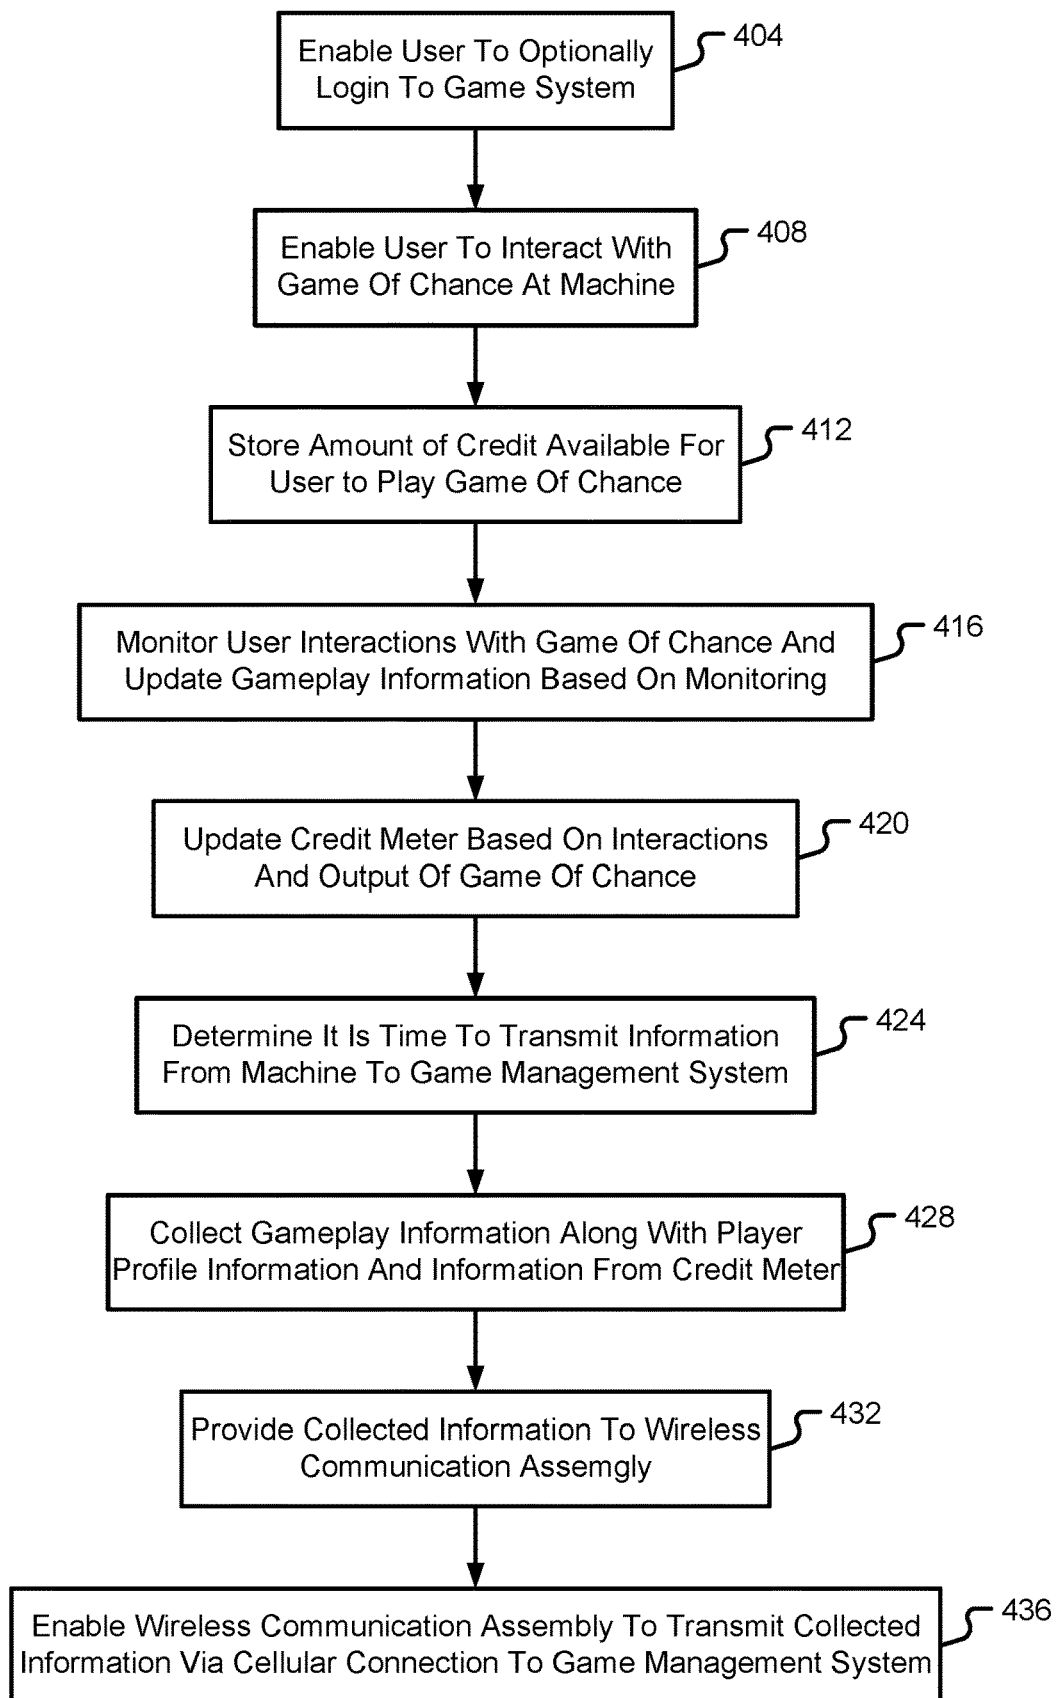 Enable User To Optionally
Login To Game System
404
Enable User To Interact With
Game Of Chance At Machine
408
Store Amount of Credit Available For
User to Play Game Of Chance
412
Monitor User Interactions With Game Of Chance And
Update Gameplay Information Based On Monitoring
416
Update Credit Meter Based On Interactions
And Output Of Game Of Chance
420
Determine It Is Time To Transmit Information
From Machine To Game Management System
424
Collect Gameplay Information Along With Player
Profile Information And Information From Credit Meter
428
Provide Collected Information To Wireless
Communication Assemgly
432
Enable Wireless Communication Assembly To Transmit Collected
Information Via Cellular Connection To Game Management System
436